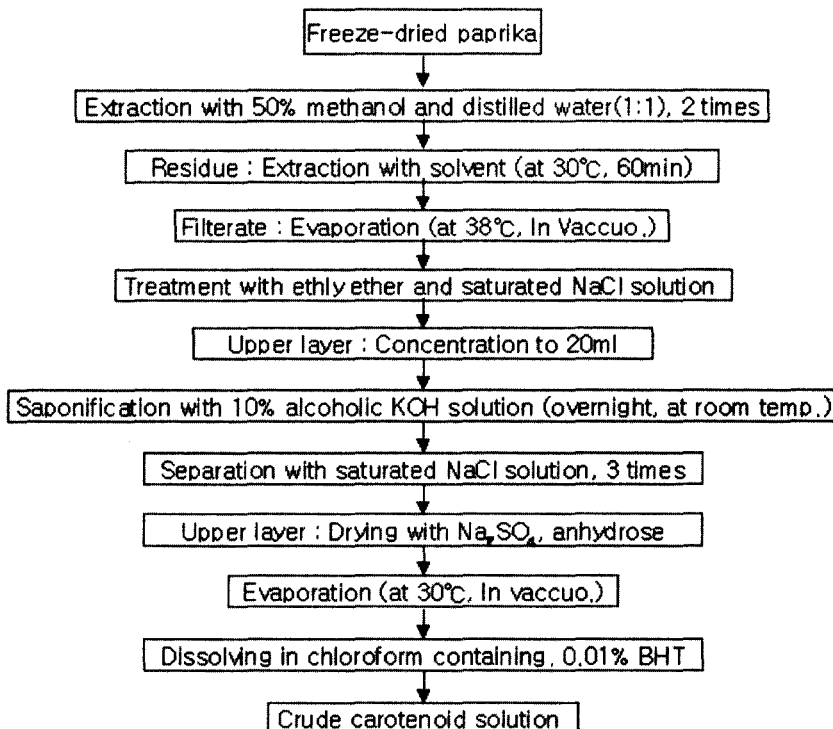 Freeze-dried paprika
Extraction with 50% methanol and distilled water(1:1), 2 times
Residue : Extraction with solvent (at 30℃, 60min)
Filterate : Evaporation (at 38℃, In Vaccuo.)
Treatment with ethly ether and saturated NaCl solution
Upper layer : Concentration to 20ml
Saponification with 10% alcoholic KOH solution (overnight, at room temp.)
Separation with saturated NaCl solution, 3 times
Upper layer : Drying with Na₂SO₄, anhydrose
Evaporation (at 30℃, In vaccuo.)
Dissolving in chloroform containing, 0.01% BHT
Crude carotenoid solution